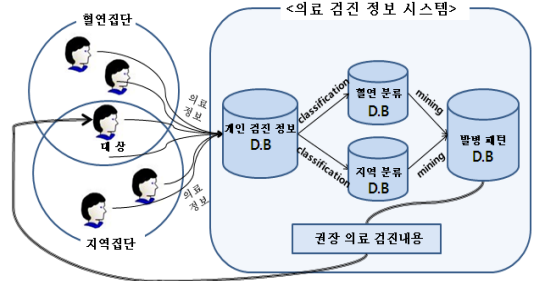 혈연집단
<의료 검진 정보 시스템>
의료
정보
대상
의료
정보
지역집단
개인 검진 정보
D.B
classification
classification
혈연 분류
D.B
지역 분류
D.B
mining
mining
발병 패턴
D.B
권장 의료 검진내용